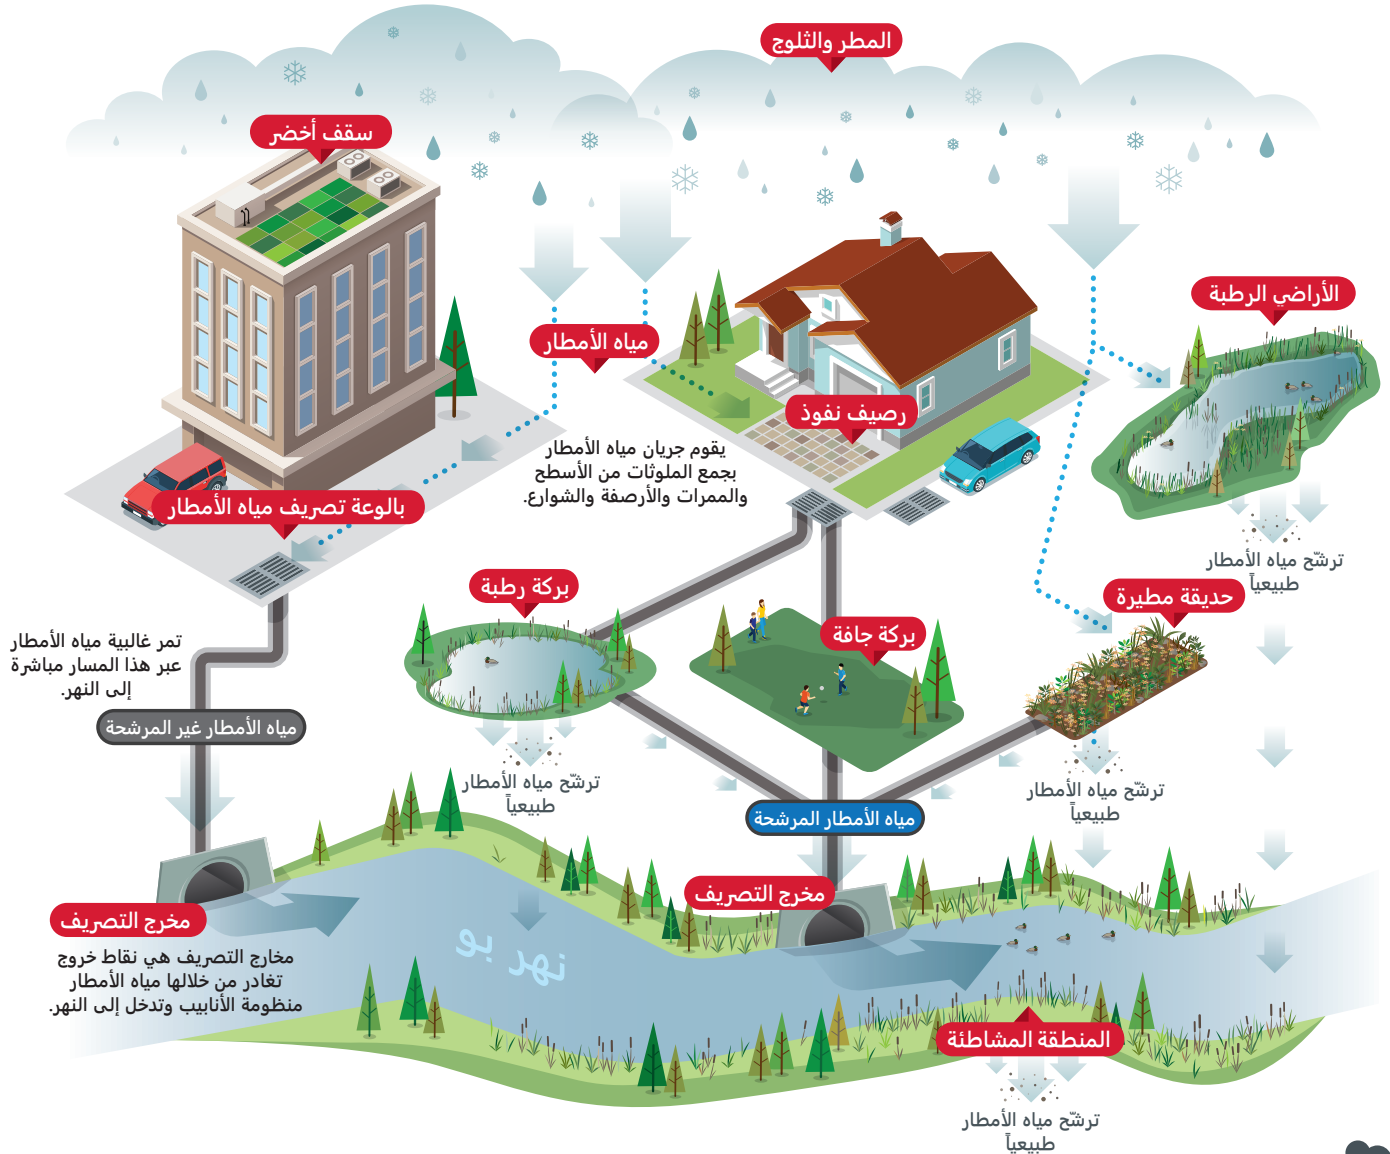 المطر والثلوج
سقف أخضر
الأراضي الرطبة
مياه الأمطار
رصيف نفوذ
يقوم جريان مياه الأمطار
بجمع الملوثات من الأسطح
والممرات والأرصفة والشوارع.
بالوعة تصريف مياه الأمطار
ترشّح مياه الأمطار
طبيعياً
بركة رطبة
حديقة مطيرة
بركة جافة
تمر غالبية مياه الأمطار
عبر هذا المسار مباشرة
إلى النهر.
مياه الأمطار غير المرشحة
ترشّح مياه الأمطار
طبيعياً
ترشّح مياه الأمطار
طبيعياً
مياه الأمطار المرشحة
مخرج التصريف
مخرج التصريف
نهر بو
مخارج التصريف هي نقاط خروج
تغادر من خلالها مياه الأمطار
منظومة الأنابيب وتدخل إلى النهر.
المنطقة المشاطئة
ترشّح مياه الأمطار
طبيعياً